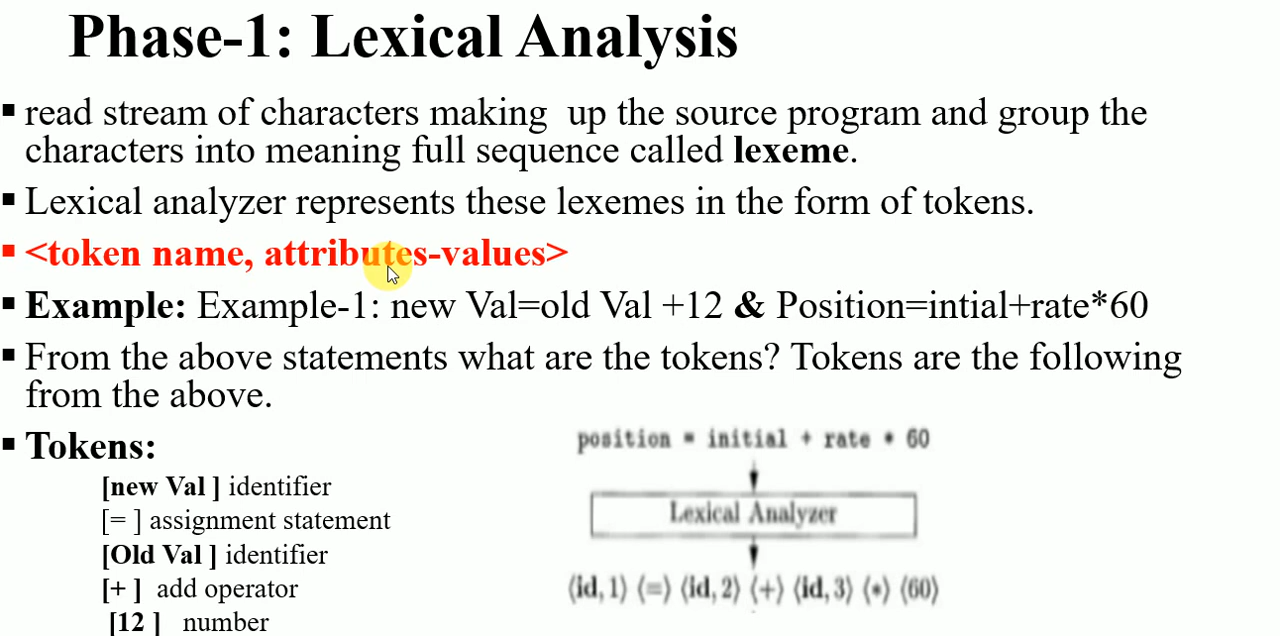 Phase-1: Lexical Analysis
▪ read stream of characters making up the source program and group the
characters into meaning full sequence called lexeme.
▪ Lexical analyzer represents these lexemes in the form of tokens.
▪ <token name, attributes-values>
▪ Example: Example-1: new Val=old Val +12 & Position=intial+rate*60
▪ From the above statements what are the tokens? Tokens are the following
from the above.
▪ Tokens:
[new Val ] identifier
[= ] assignment statement
[Old Val ] identifier
[+ ] add operator
[12 ] number
position = initial + rate * 60
Lexical Analyzer
⟨id, 1⟩ ⟨=⟩ ⟨id, 2⟩ ⟨+⟩ ⟨id, 3⟩ ⟨*⟩ ⟨60⟩